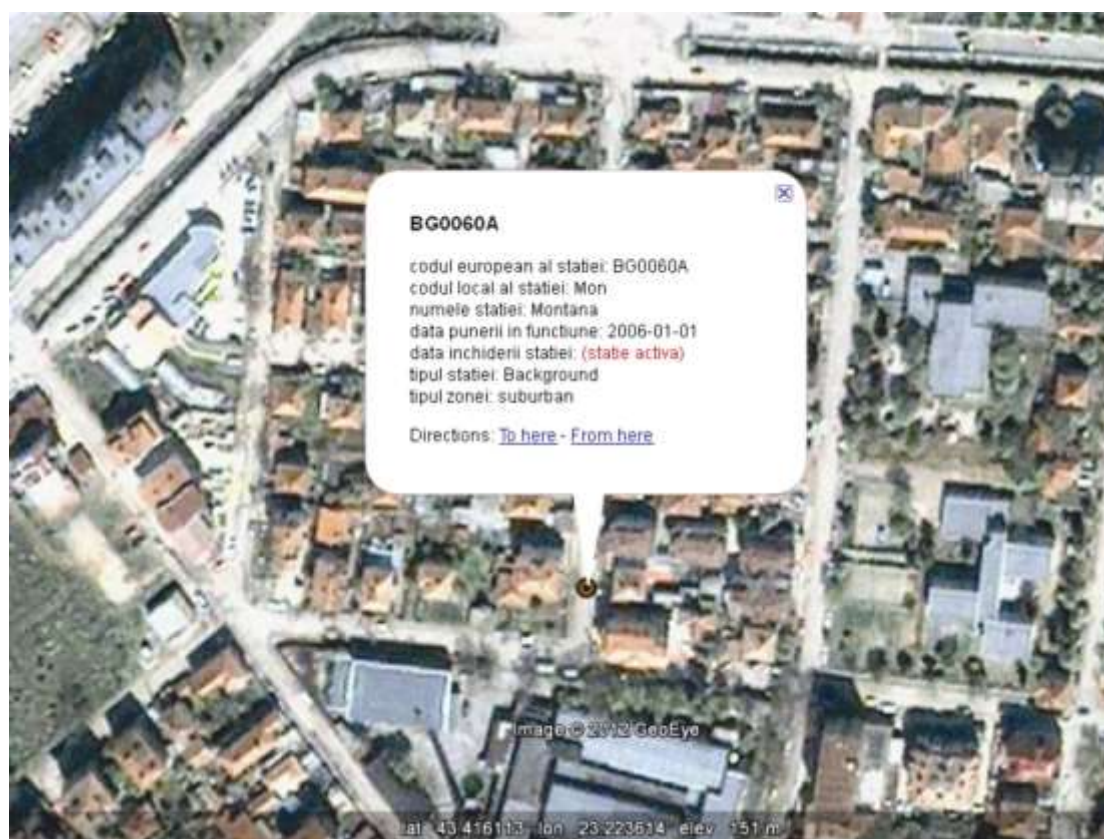 BG0060A
codul european al statiei: BG0060A
codul local al statiei: Mon
numele statiei: Montana
data punerii in functiune: 2006-01-01
data inchiderii statiei: (statie activa)
tipul statiei: Background
tipul zonei: suburban
Directions: To here - From here
Image © 2012 GeoEye
lat 43.416113 lon 23.223614 elev 151 m